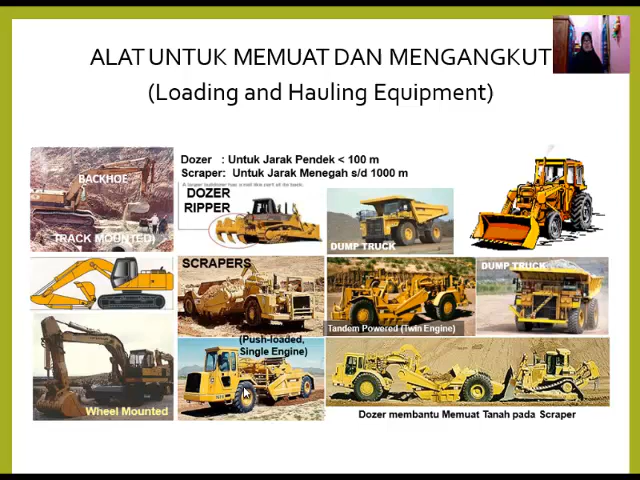 ALAT UNTUK MEMUAT DAN MENGANGKUT
(Loading and Hauling Equipment)
Dozer : Untuk Jarak Pendek < 100 m
Scraper: Untuk Jarak Menegah s/d 1000 m
BACKHOE
TRACK MOUNTED)
DOZER
RIPPER
DUMP TRUCK
SCRAPERS
DUMP TRUCK
(Push-loaded,
Single Engine)
Tandem Powered (Twin Engine)
Wheel Mounted
Dozer membantu Memuat Tanah pada Scraper